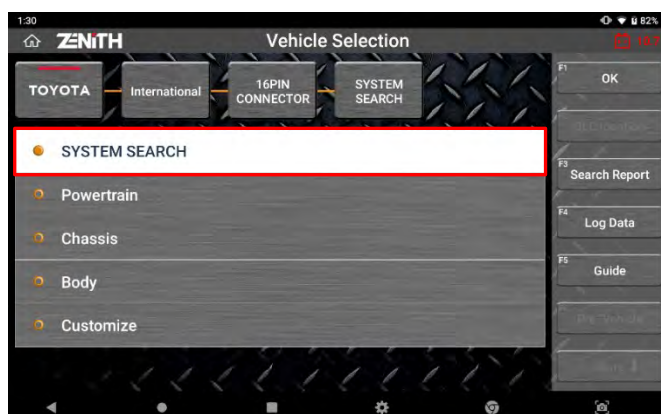 1:30
82%
ZENITH
Vehicle Selection
TOYOTA
International
16PIN
CONNECTOR
SYSTEM
SEARCH
F1
OK
SYSTEM SEARCH
Powertrain
Chassis
Body
Customize
F3
Search Report
F4
Log Data
F5
Guide